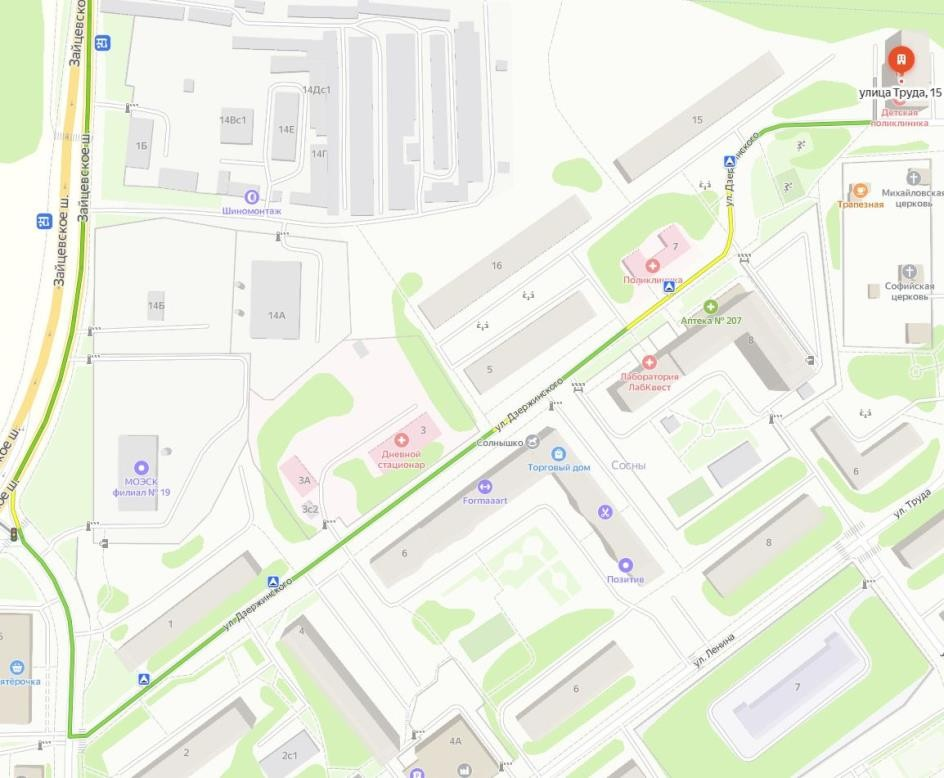 Зайцевское
улица Труда, 15
Детская
поликлиника
14Дс1
14Вс1
14Е
15
1Б
14Г
Зайцевское ш.
Михайловская
церковь
Трапезная
Шиномонтаж
ул. Дзержинского
Зайцевское ш.
7
16
Поликлиника
Софийская
церковь
14Б
14А
Аптека № 207
8
5
Лаборатория
ЛабКвест
ул. Дзержинского
3
Солнышко
Дневной
стационар
Торговый дом
Сосны
6
МОЭСК
филиал № 19
3А
Formaaart
3с2
ул. Труда
6
8
Позитив
ул. Дзержинского
1
4
ул. Ленина
7
6
2
2с1
4А